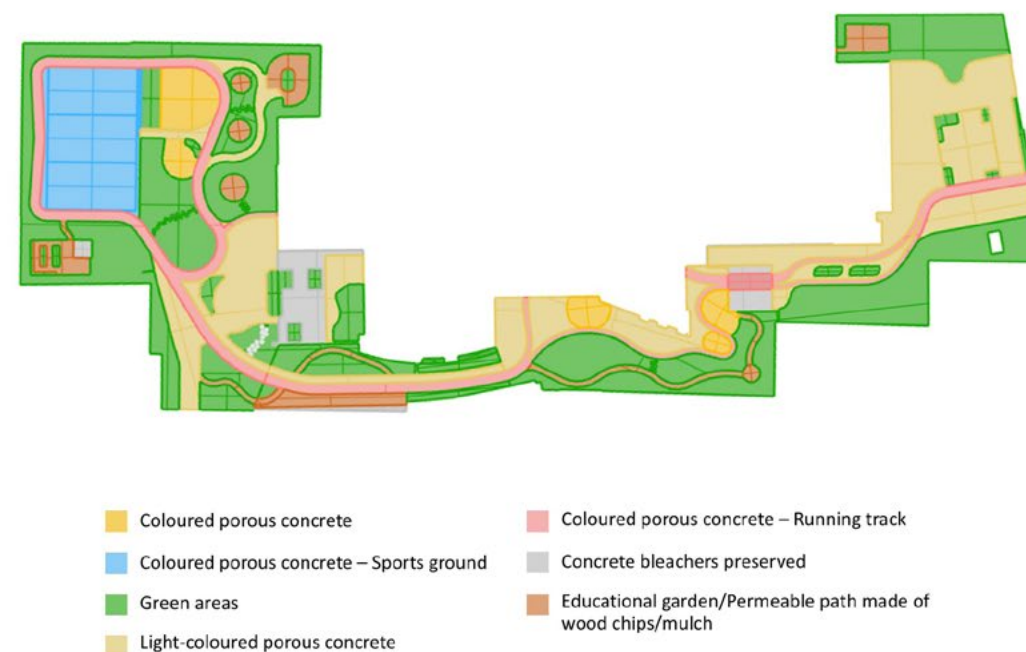 Coloured porous concrete
Coloured porous concrete – Sports ground
Green areas
Light-coloured porous concrete
Coloured porous concrete – Running track
Concrete bleachers preserved
Educational garden/Permeable path made of
wood chips/mulch